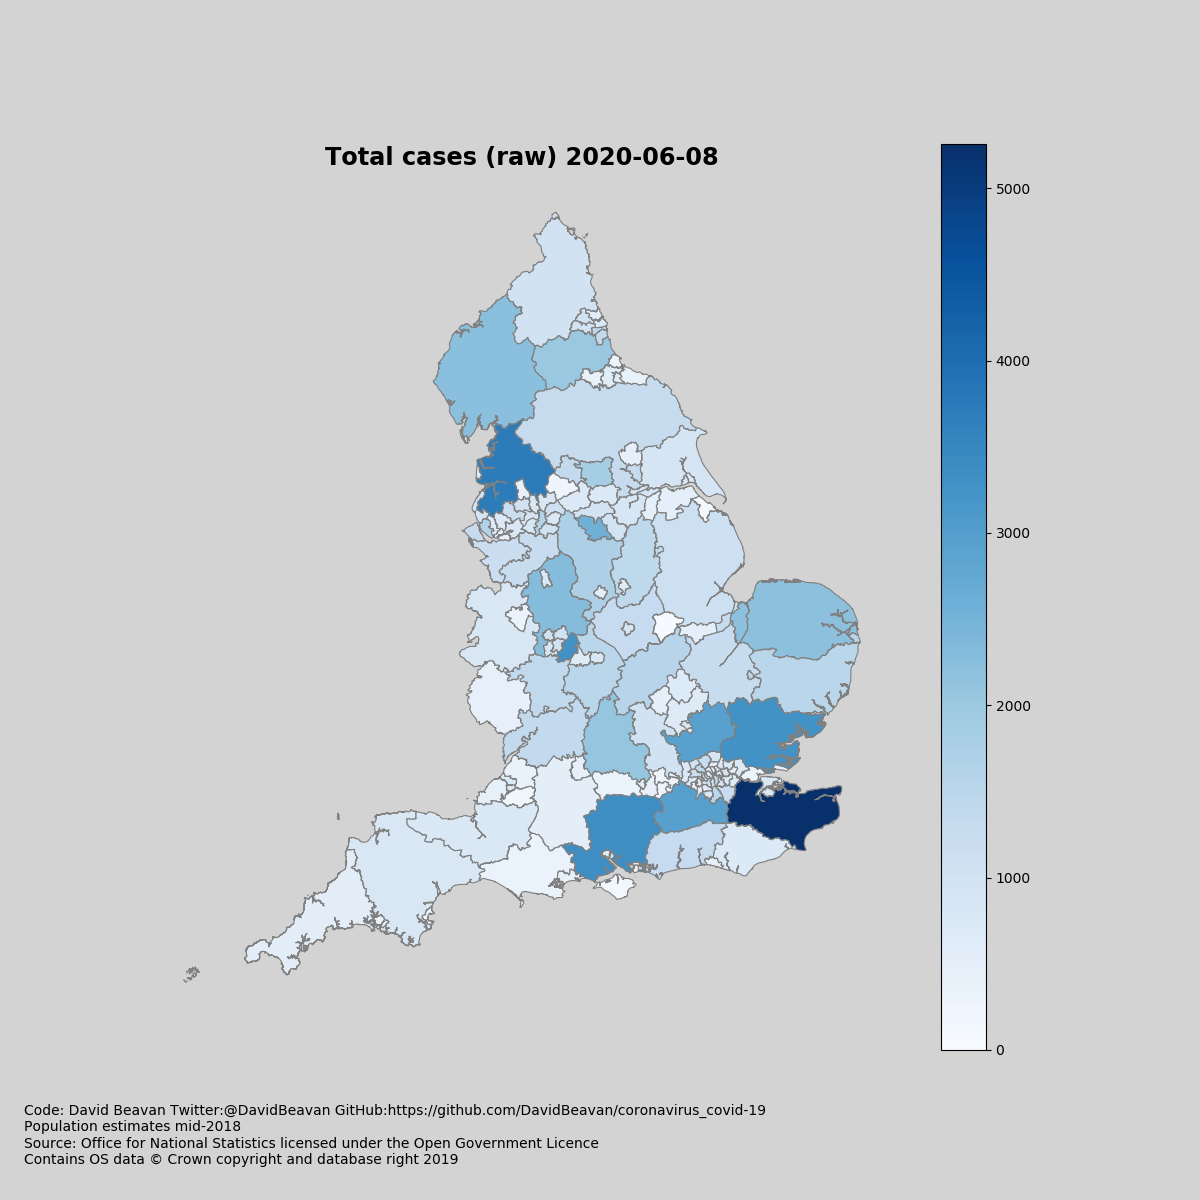 Total cases (raw) 2020-06-08
5000
4000
3000
2000
1000
0
Code: David Beavan Twitter:@DavidBeavan GitHub:https://github.com/DavidBeavan/coronavirus_covid-19
Population estimates mid-2018
Source: Office for National Statistics licensed under the Open Government Licence
Contains OS data © Crown copyright and database right 2019